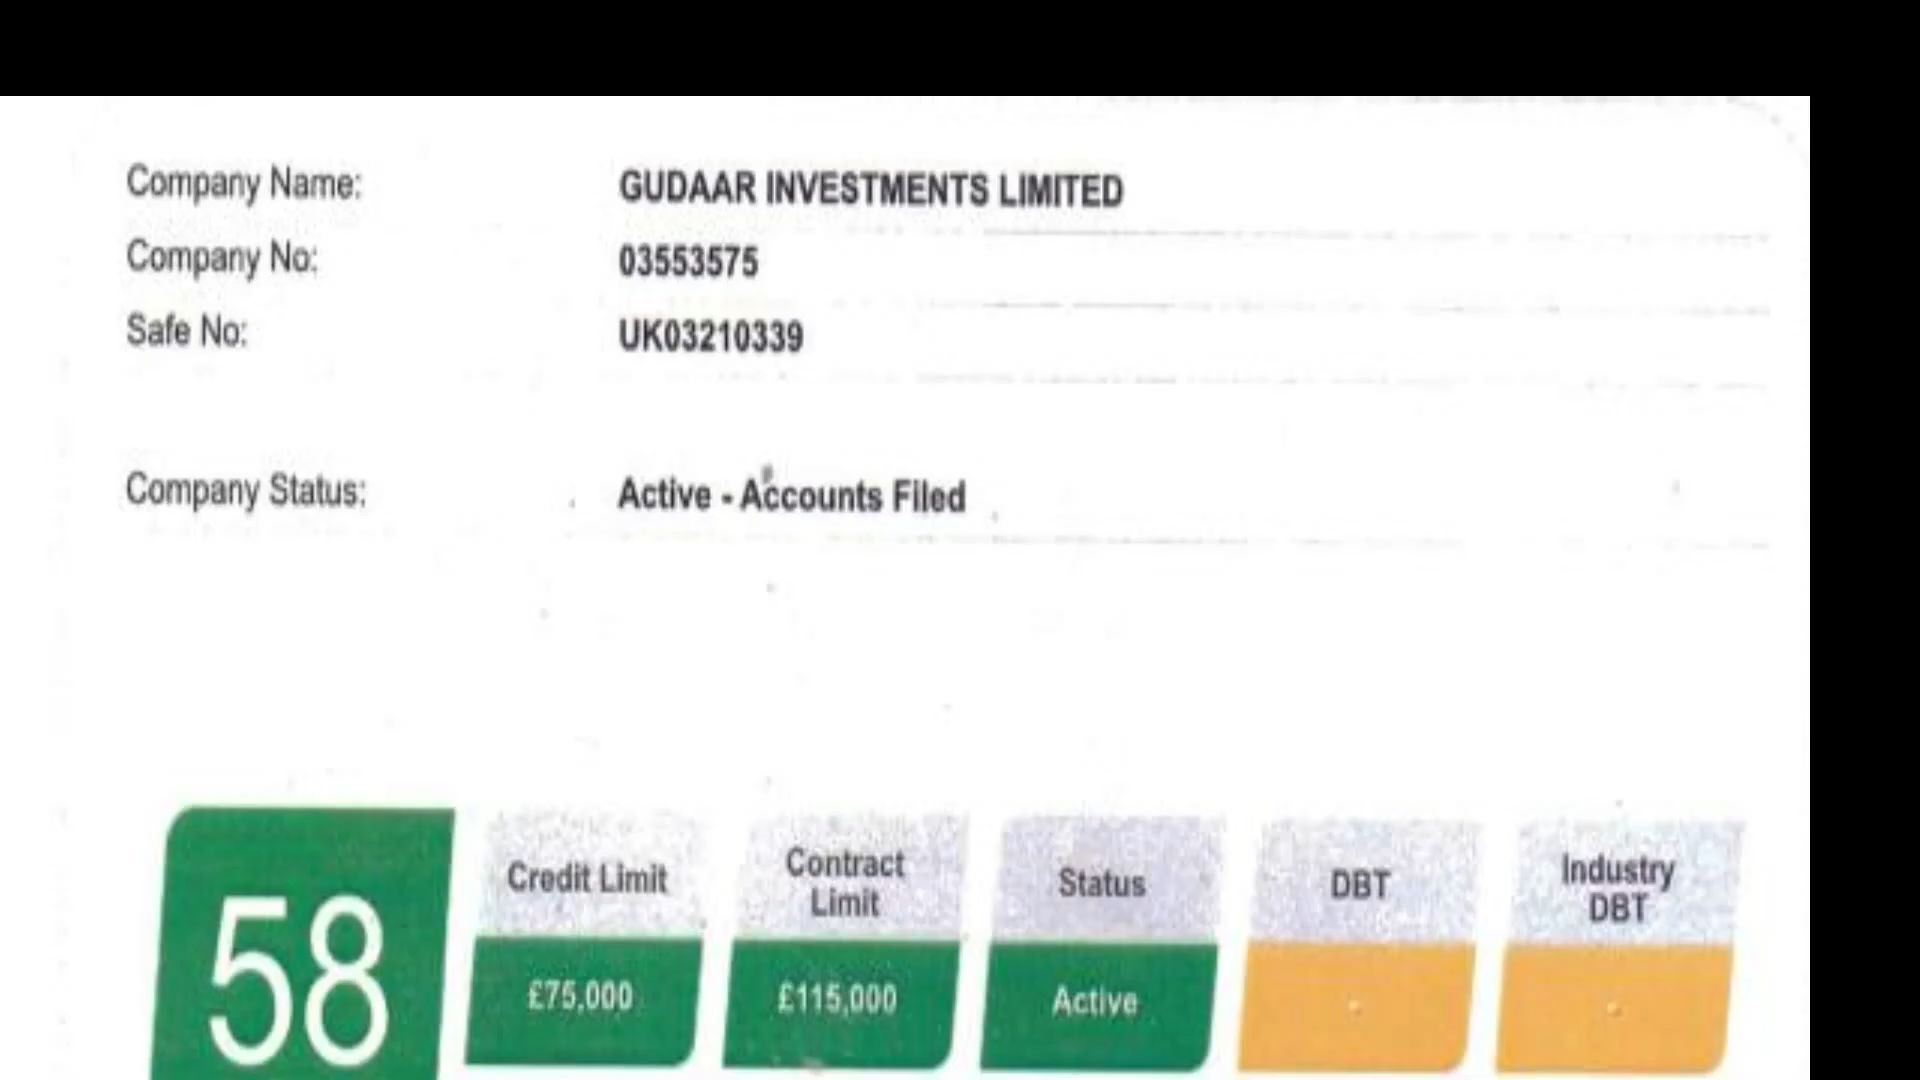 Company Name: GUDAAR INVESTMENTS LIMITED
Company No: 03553575
Safe No: UK03210339
Company Status: Active - Accounts Filed
58
Credit Limit
£75,000
Contract
Limit
£115,000
Status
Active
DBT
-
Industry
DBT
-